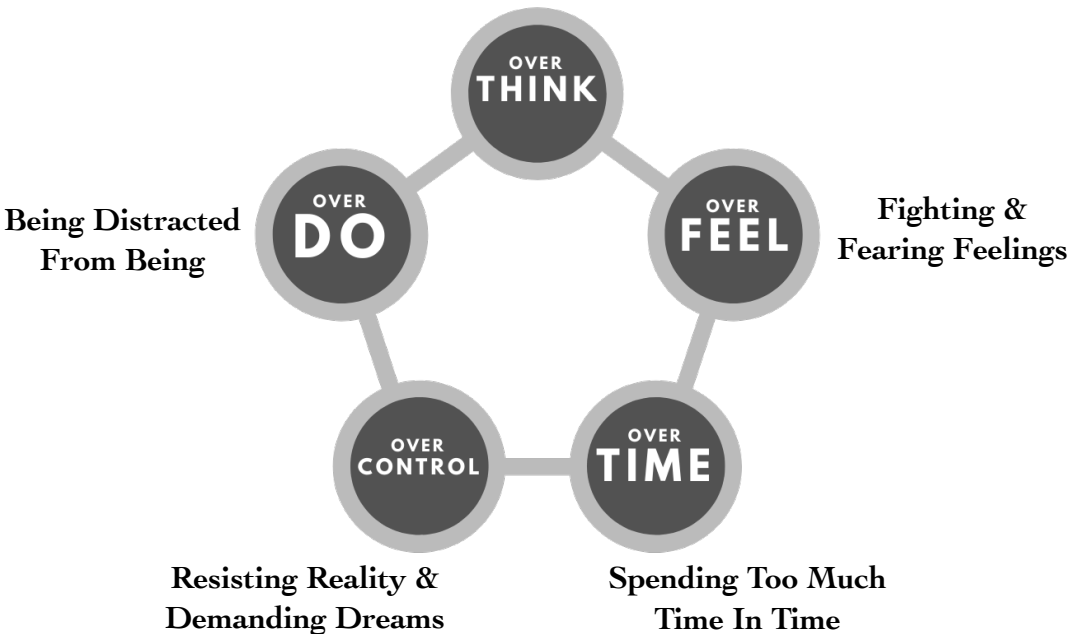 OVER
THINK
OVER
DO
Being Distracted
From Being
OVER
FEEL
Fighting &
Fearing Feelings
OVER
CONTROL
Resisting Reality &
Demanding Dreams
OVER
TIME
Spending Too Much
Time In Time